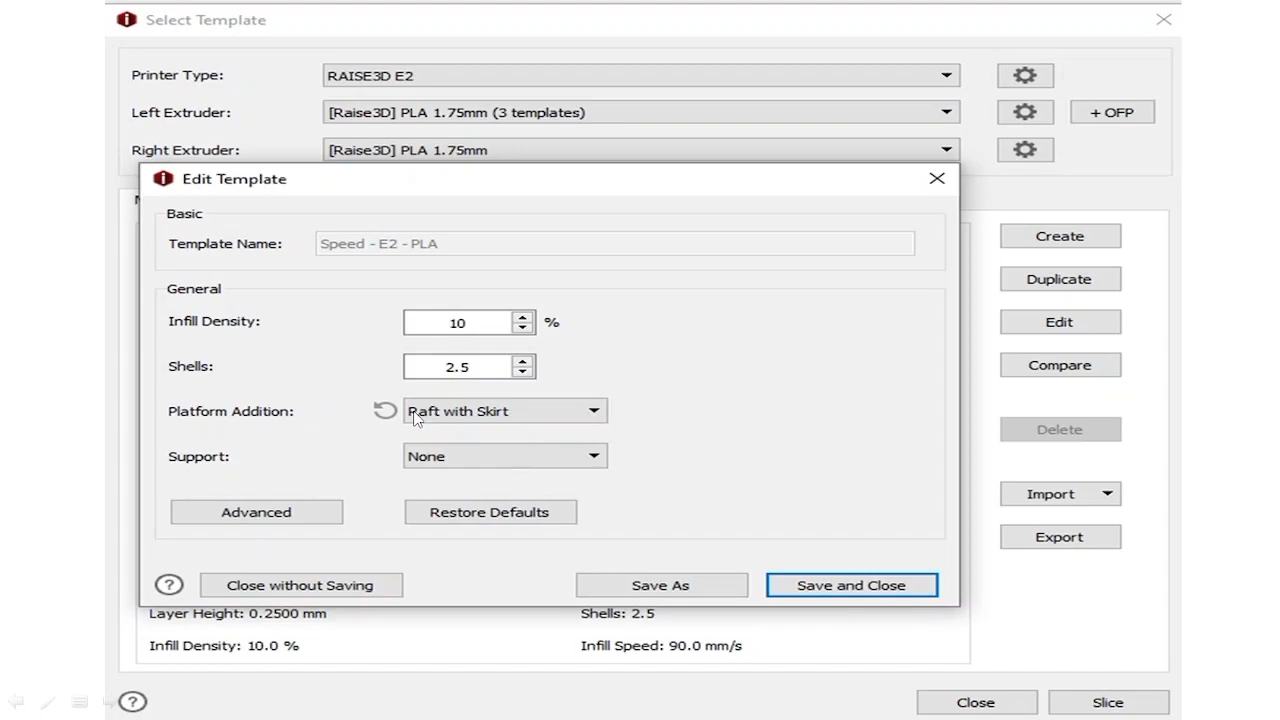 Select Template
Printer Type: RAISE3D E2
Left Extruder: [Raise3D] PLA 1.75mm (3 templates) + OFP
Right Extruder: [Raise3D] PLA 1.75mm
Edit Template
Basic
Template Name: Speed - E2 - PLA
General
Infill Density: 10 %
Shells: 2.5
Platform Addition: Raft with Skirt
Support: None
Advanced Restore Defaults
? Close without Saving Save As Save and Close
Create
Duplicate
Edit
Compare
Delete
Import
Export
Layer Height: 0.2500 mm Shells: 2.5
Infill Density: 10.0 % Infill Speed: 90.0 mm/s
? Close Slice